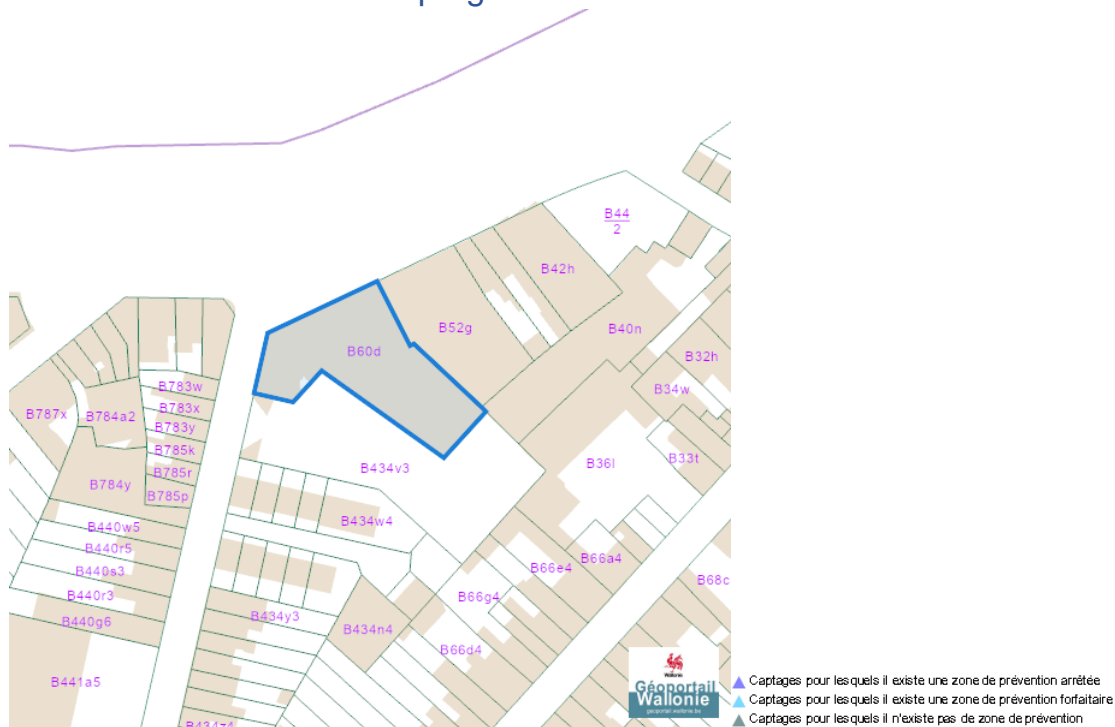 B44
2
B42h
B52g
B40n
B60d
B32h
B783w
B34w
B783x
B787x
B784a2
B783y
B785k
B33t
B36l
B434v3
B785r
B784y
B785p
B434w4
B440w5
B440r5
B66a4
B66e4
B440s3
B68c
B440r3
B66g4
B434y3
B440g6
B434n4
B66d4
B441a5
Wallonie
Géoportail
Wallonie
geoportail.wallonie.be
Captages pour lesquels il existe une zone de prévention arrêtée
Captages pour lesquels il existe une zone de prévention forfaitaire
Captages pour lesquels il n'existe pas de zone de prévention